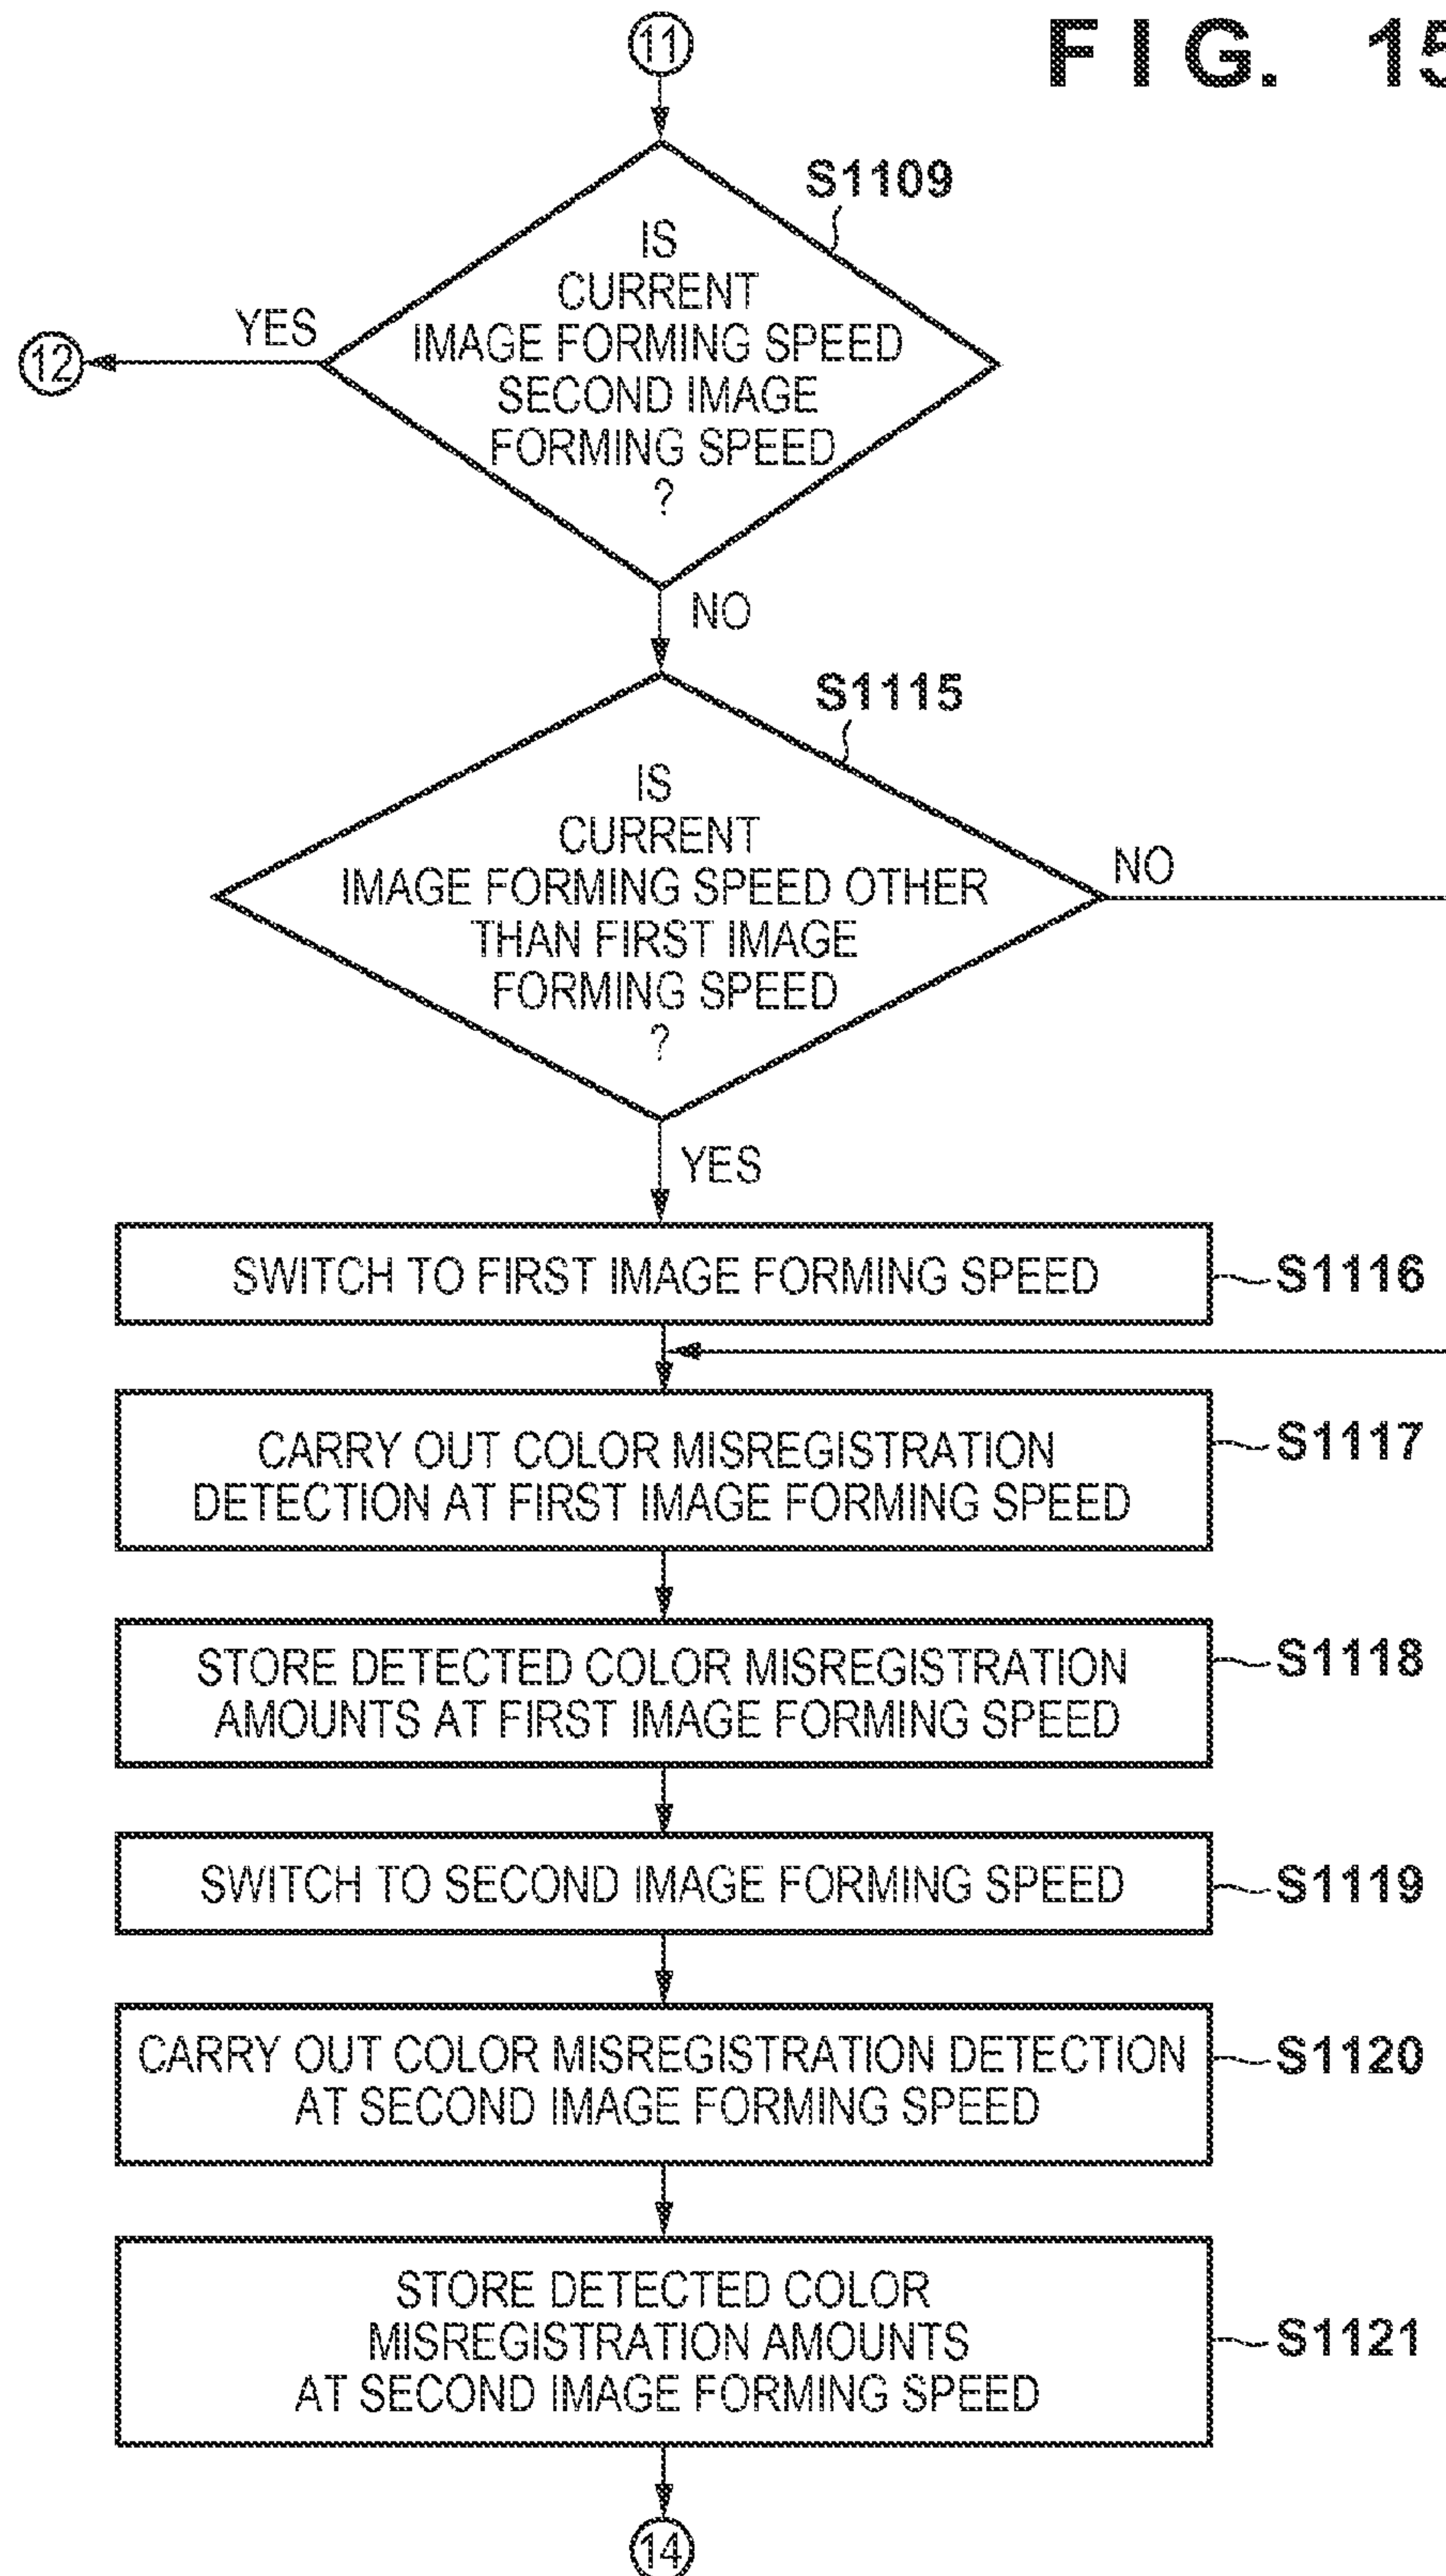 11
FIG. 15
S1109
IS
CURRENT
IMAGE FORMING SPEED
SECOND IMAGE
FORMING SPEED
?
YES
12
NO
S1115
IS
CURRENT
IMAGE FORMING SPEED OTHER
THAN FIRST IMAGE
FORMING SPEED
?
NO
YES
SWITCH TO FIRST IMAGE FORMING SPEED
S1116
CARRY OUT COLOR MISREGISTRATION
DETECTION AT FIRST IMAGE FORMING SPEED
S1117
STORE DETECTED COLOR MISREGISTRATION
AMOUNTS AT FIRST IMAGE FORMING SPEED
S1118
SWITCH TO SECOND IMAGE FORMING SPEED
S1119
CARRY OUT COLOR MISREGISTRATION DETECTION
AT SECOND IMAGE FORMING SPEED
S1120
STORE DETECTED COLOR
MISREGISTRATION AMOUNTS
AT SECOND IMAGE FORMING SPEED
S1121
14